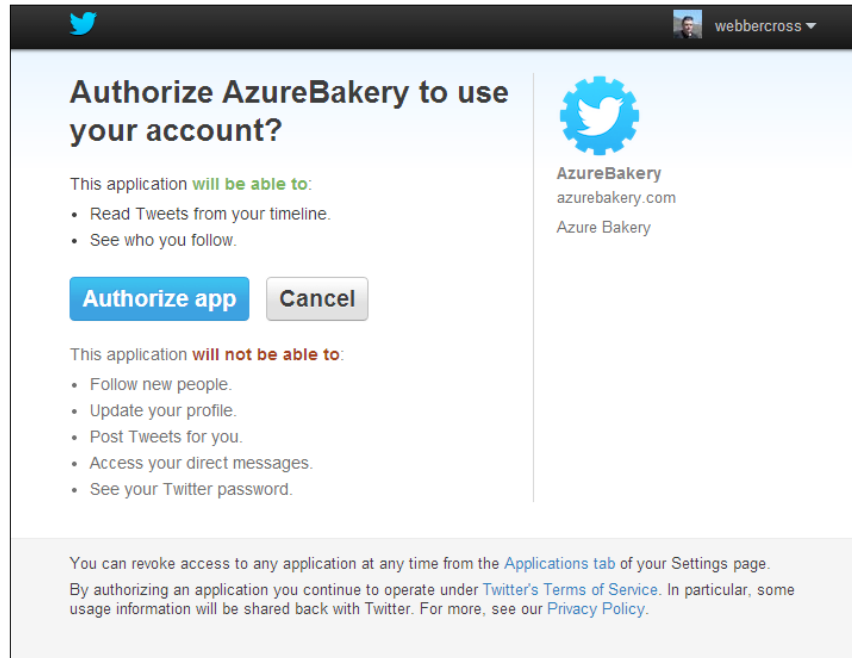 webbercross
Authorize AzureBakery to use
your account?
This application will be able to:
• Read Tweets from your timeline.
• See who you follow.
Authorize app
Cancel
This application will not be able to:
• Follow new people.
• Update your profile.
• Post Tweets for you.
• Access your direct messages.
• See your Twitter password.
AzureBakery
azurebakery.com
Azure Bakery
You can revoke access to any application at any time from the Applications tab of your Settings page.
By authorizing an application you continue to operate under Twitter's Terms of Service. In particular, some
usage information will be shared back with Twitter. For more, see our Privacy Policy.